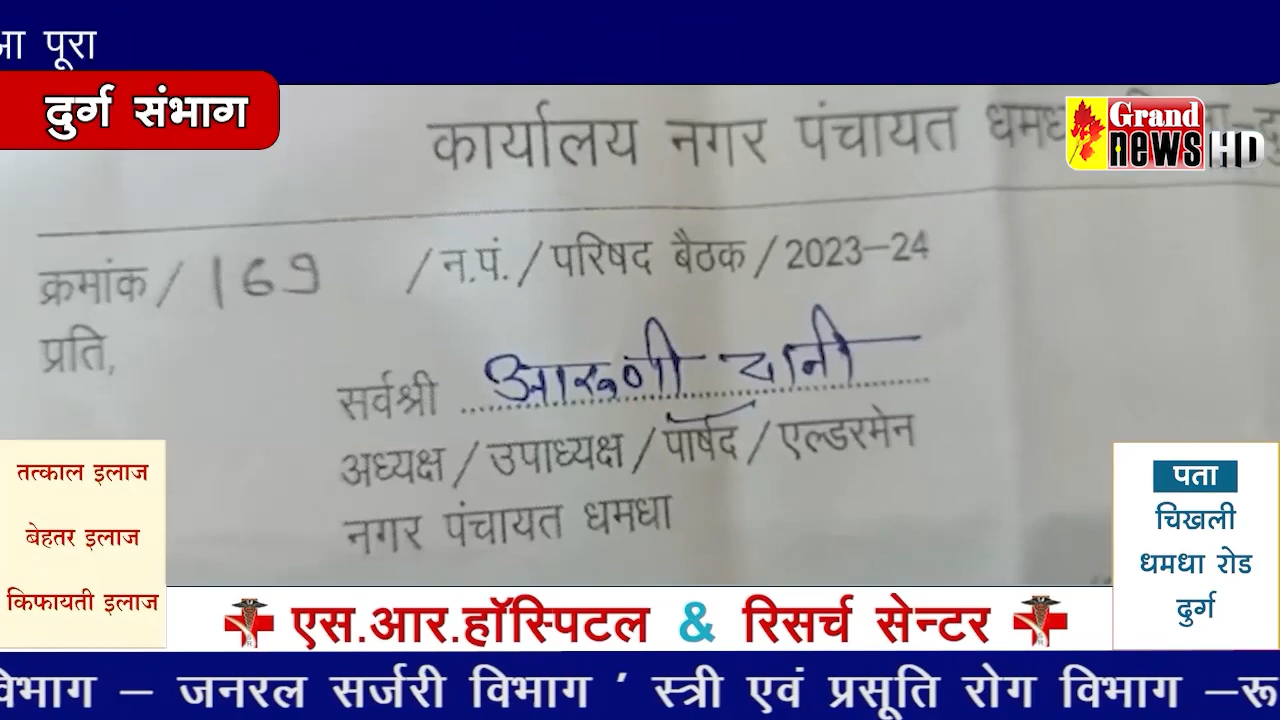 आ पूरा
दुर्ग संभाग
Grand
news HD
कार्यालय नगर पंचायत
क्रमांक / 169 / न.पं. / परिषद बैठक / 2023-24
प्रति,
सर्वश्री
अध्यक्ष / उपाध्यक्ष / पार्षद / एल्डरमेन
नगर पंचायत धमधा
तत्काल इलाज
बेहतर इलाज
किफायती इलाज
पता
चिखली
धमधा रोड
दुर्ग
एस.आर.हॉस्पिटल & रिसर्च सेन्टर
विभाग – जनरल सर्जरी विभाग ' स्त्री एवं प्रसूति रोग विभाग –रू